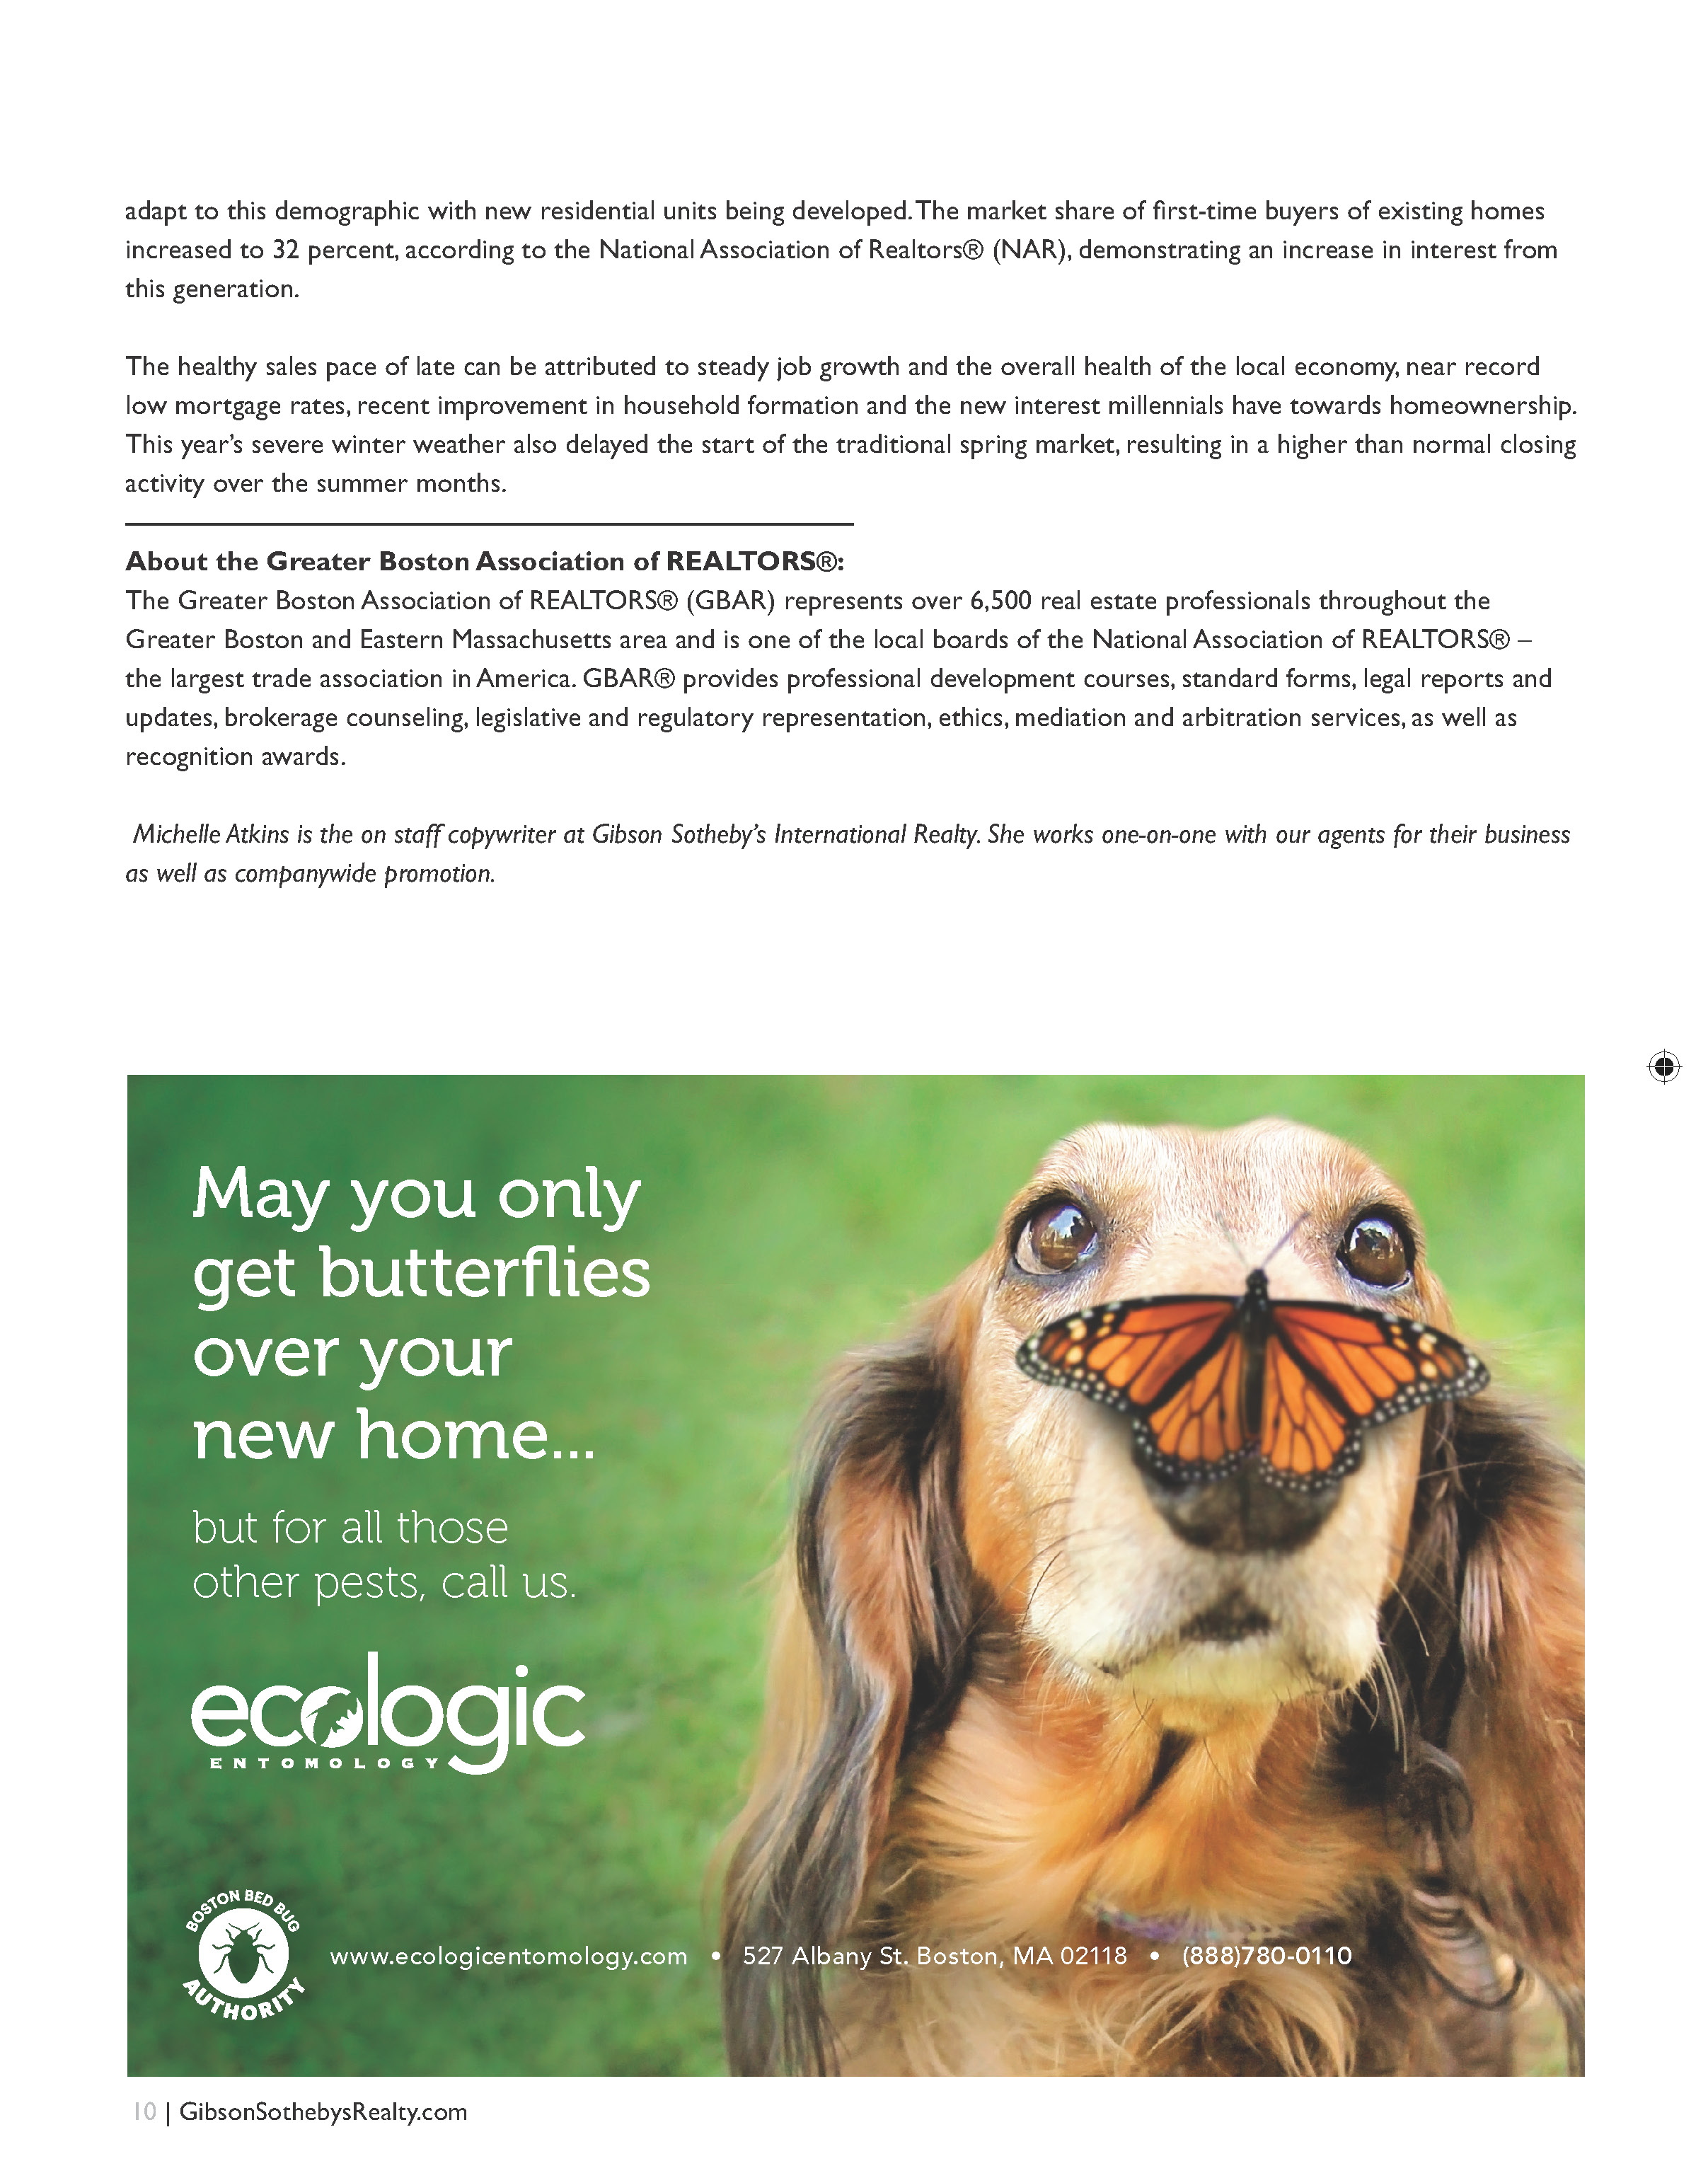 adapt to this demographic with new residential units being developed. The market share of first-time buyers of existing homes
increased to 32 percent, according to the National Association of Realtors® (NAR), demonstrating an increase in interest from
this generation.
The healthy sales pace of late can be attributed to steady job growth and the overall health of the local economy, near record
low mortgage rates, recent improvement in household formation and the new interest millennials have towards homeownership.
This year's severe winter weather also delayed the start of the traditional spring market, resulting in a higher than normal closing
activity over the summer months.
About the Greater Boston Association of REALTORS®:
The Greater Boston Association of REALTORS® (GBAR) represents over 6,500 real estate professionals throughout the
Greater Boston and Eastern Massachusetts area and is one of the local boards of the National Association of REALTORS® –
the largest trade association in America. GBAR® provides professional development courses, standard forms, legal reports and
updates, brokerage counseling, legislative and regulatory representation, ethics, mediation and arbitration services, as well as
recognition awards.
Michelle Atkins is the on staff copywriter at Gibson Sotheby's International Realty. She works one-on-one with our agents for their business
as well as companywide promotion.
May you only
get butterflies
over your
new home...
but for all those
other pests, call us.
ecologic
ENTOMOLOGY
BOSTON BED BUG
AUTHORITY
www.ecologicentomology.com • 527 Albany St. Boston, MA 02118 • (888)780-0110
10 | GibsonSothebysRealty.com